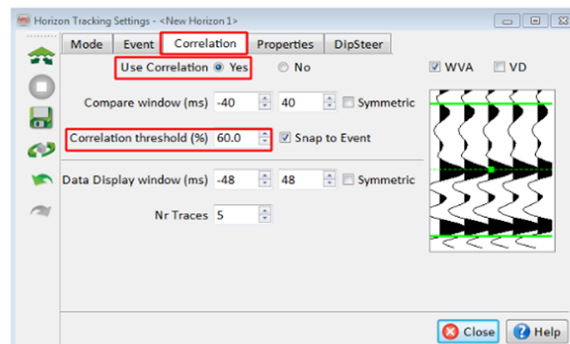 Horizon Tracking Settings - <New Horizon 1>
Mode Event Correlation Properties DipSteer
Use Correlation Yes No WVA VD
Compare window (ms) -40 40 Symmetric
Correlation threshold (%) 60.0 Snap to Event
Data Display window (ms) -48 48 Symmetric
Nr Traces 5
Close Help